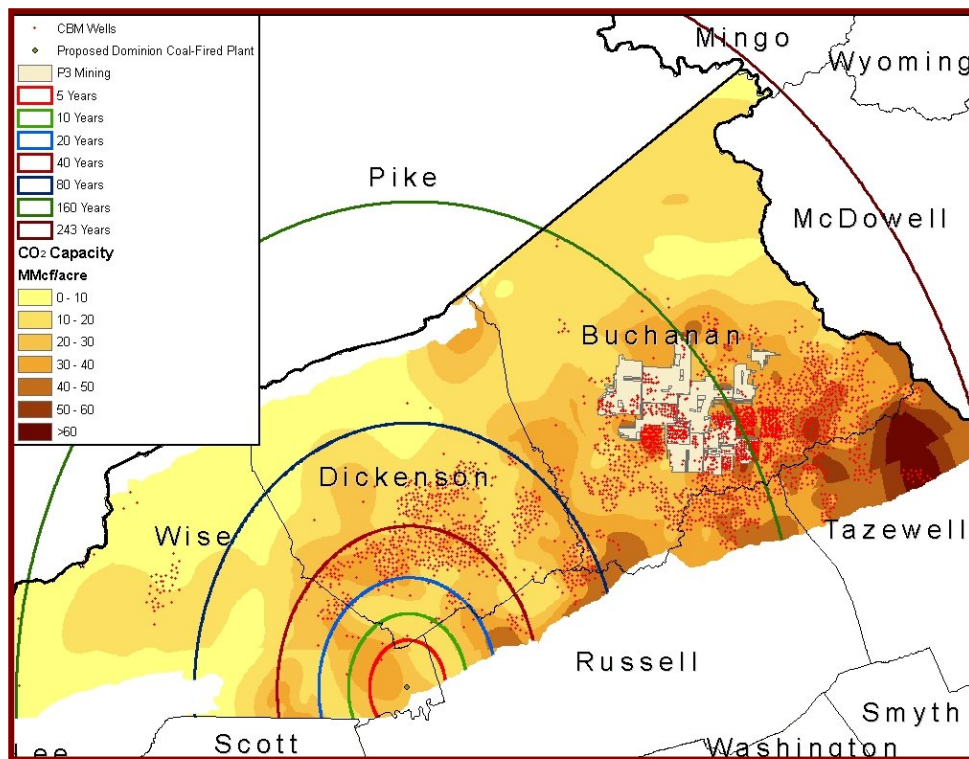 CBM Wells
Proposed Dominion Coal-Fired Plant
P3 Mining
5 Years
10 Years
20 Years
40 Years
80 Years
160 Years
243 Years
CO₂ Capacity
MMcf/acre
0 - 10
10 - 20
20 - 30
30 - 40
40 - 50
50 - 60
>60
Mingo
Wyoming
Pike
McDowell
Buchanan
Dickenson
Wise
Tazewell
Russell
Smyth
Lee
Scott
Washington